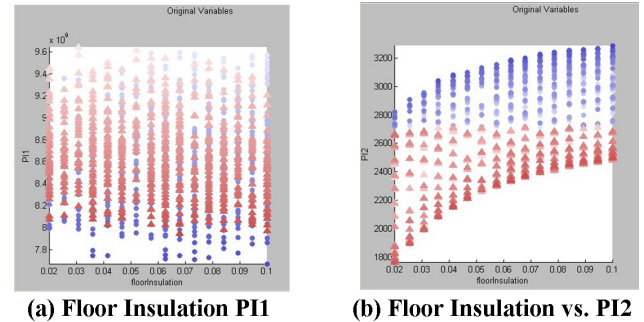 Original Variables
x 10⁹
9.6
9.4
9.2
9
8.8
8.6
8.4
8.2
8
7.8
PI1
0.02 0.03 0.04 0.05 0.06 0.07 0.08 0.09 0.1
floorInsulation
(a) Floor Insulation PI1
Original Variables
3200
3000
2800
2600
2400
2200
2000
1800
PI2
0.02 0.03 0.04 0.05 0.06 0.07 0.08 0.09 0.1
floorInsulation
(b) Floor Insulation vs. PI2